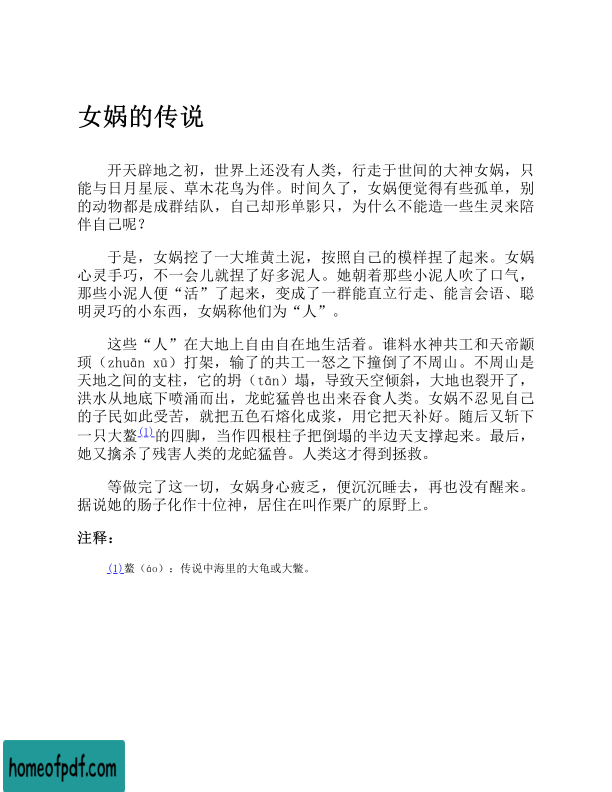 女娲的传说
开天辟地之初，世界上还没有人类，行走于世间的大神女娲，只
能与日月星辰、草木花鸟为伴。时间久了，女娲便觉得有些孤单，别
的动物都是成群结队，自己却形单影只，为什么不能造一些生灵来陪
伴自己呢？
于是，女娲挖了一大堆黄土泥，按照自己的模样捏了起来。女娲
心灵手巧，不一会儿就捏了好多泥人。她朝着那些小泥人吹了口气，
那些小泥人便“活”了起来，变成了一群能直立行走、能言会语、聪
明灵巧的小东西，女娲称他们为“人”。
这些“人”在大地上自由自在地生活着。谁料水神共工和天帝颛
顼（zhuān xū）打架，输了的共工一怒之下撞倒了不周山。不周山是
天地之间的支柱，它的坍（tān）塌，导致天空倾斜，大地也裂开了，
洪水从地底下喷涌而出，龙蛇猛兽也出来吞食人类。女娲不忍见自己
的子民如此受苦，就把五色石熔化成浆，用它把天补好。随后又斩下
一只大鳌(1)的四脚，当作四根柱子把倒塌的半边天支撑起来。最后，
她又擒杀了残害人类的龙蛇猛兽。人类这才得到拯救。
等做完了这一切，女娲身心疲乏，便沉沉睡去，再也没有醒来。
据说她的肠子化作十位神，居住在叫作栗广的原野上。
注释：
(1)鳌（áo）：传说中海里的大龟或大鳖。
homeofpdf.com